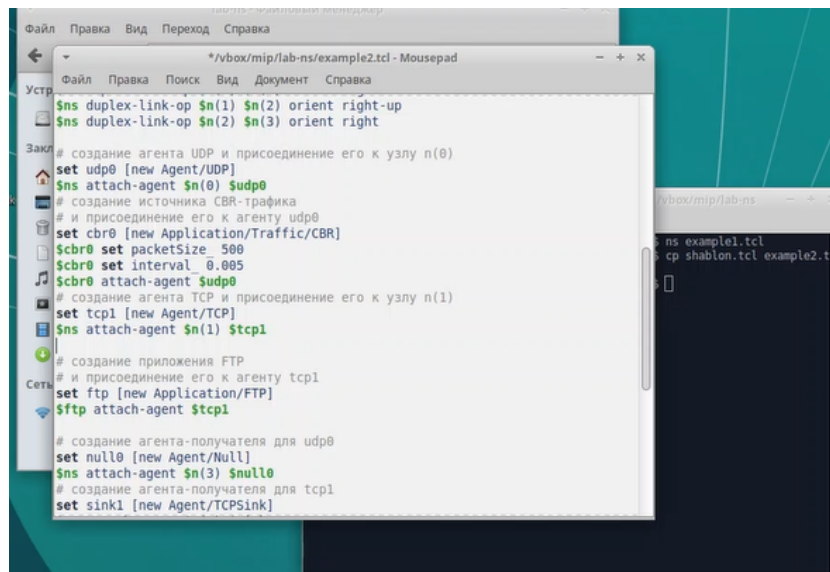 lab-ns - Файловый менеджер
Файл Правка Вид Переход Справка
*/vbox/mip/lab-ns/example2.tcl - Mousepad
Файл Правка Поиск Вид Документ Справка
$ns duplex-link-op $n(1) $n(2) orient right-up
$ns duplex-link-op $n(2) $n(3) orient right
# создание агента UDP и присоединение его к узлу n(0)
set udp0 [new Agent/UDP]
$ns attach-agent $n(0) $udp0
# создание источника CBR-трафика
# и присоединение его к агенту udp0
set cbr0 [new Application/Traffic/CBR]
$cbr0 set packetSize_ 500
$cbr0 set interval_ 0.005
$cbr0 attach-agent $udp0
# создание агента TCP и присоединение его к узлу n(1)
set tcp1 [new Agent/TCP]
$ns attach-agent $n(1) $tcp1
# создание приложения FTP
# и присоединение его к агенту tcp1
set ftp [new Application/FTP]
$ftp attach-agent $tcp1
# создание агента-получателя для udp0
set null0 [new Agent/Null]
$ns attach-agent $n(3) $null0
# создание агента-получателя для tcp1
set sink1 [new Agent/TCPSink]
Устр
Закл
Сеть
/vbox/mip/lab-ns
$ ns example1.tcl
$ cp shablon.tcl example2.t
$